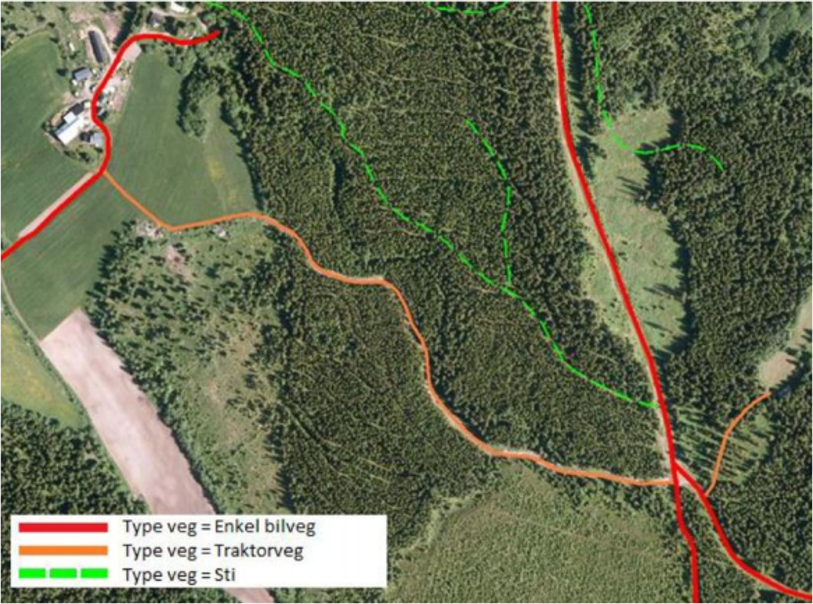 Type veg = Enkel bilveg
Type veg = Traktorveg
Type veg = Sti